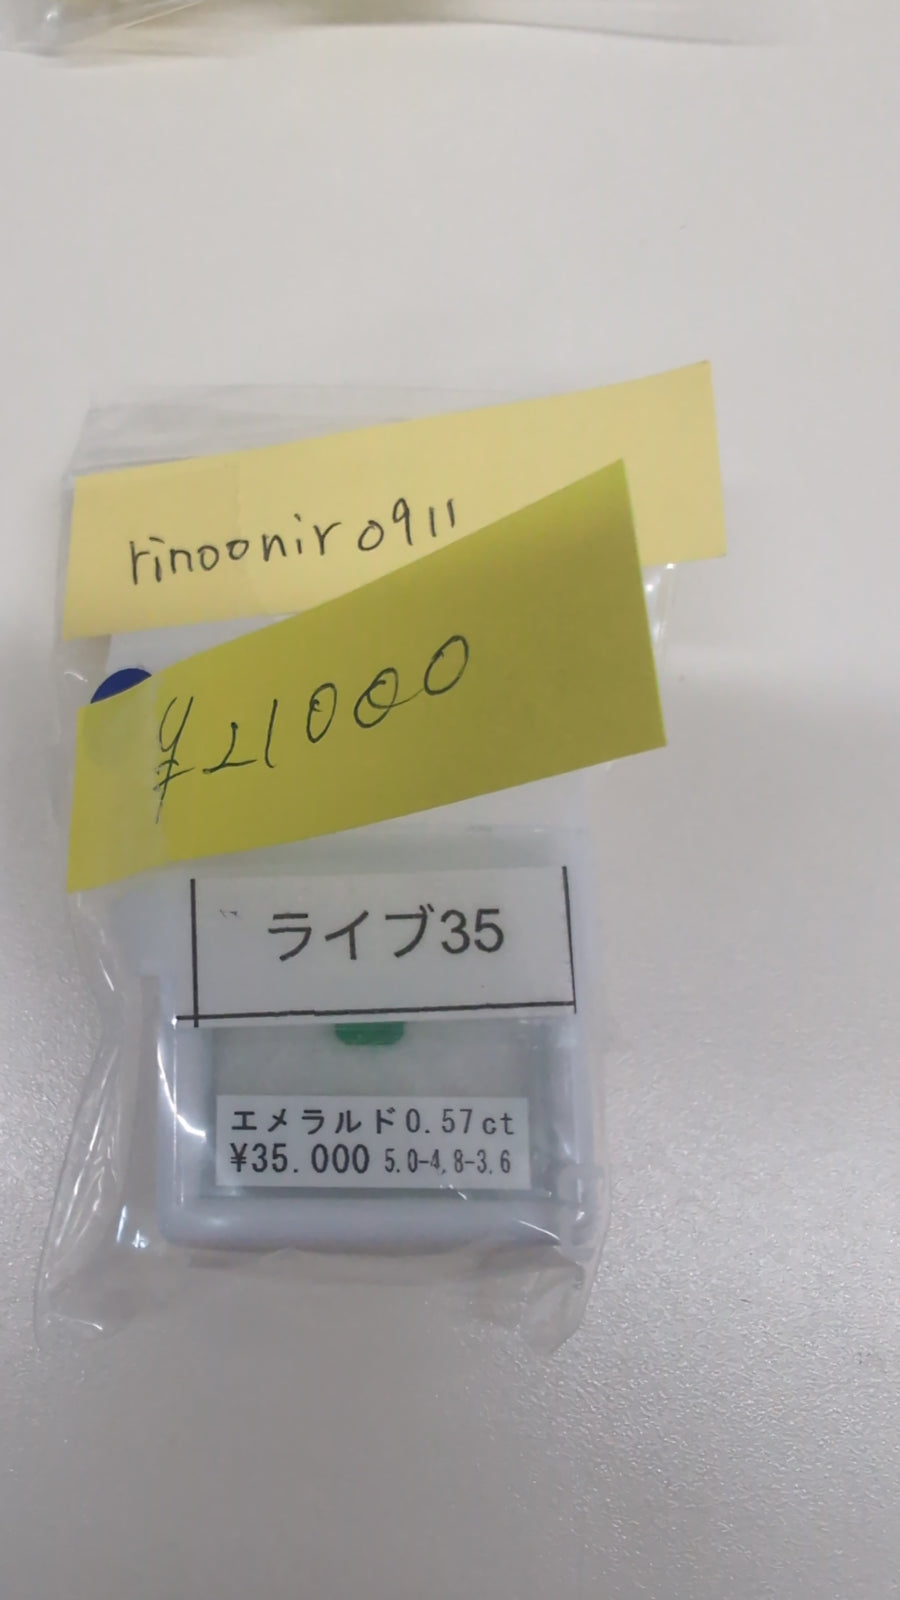 rinoonir0911
¥21000
ライブ35
エメラルド0.57ct
¥35.000 5.0-4.8-3.6